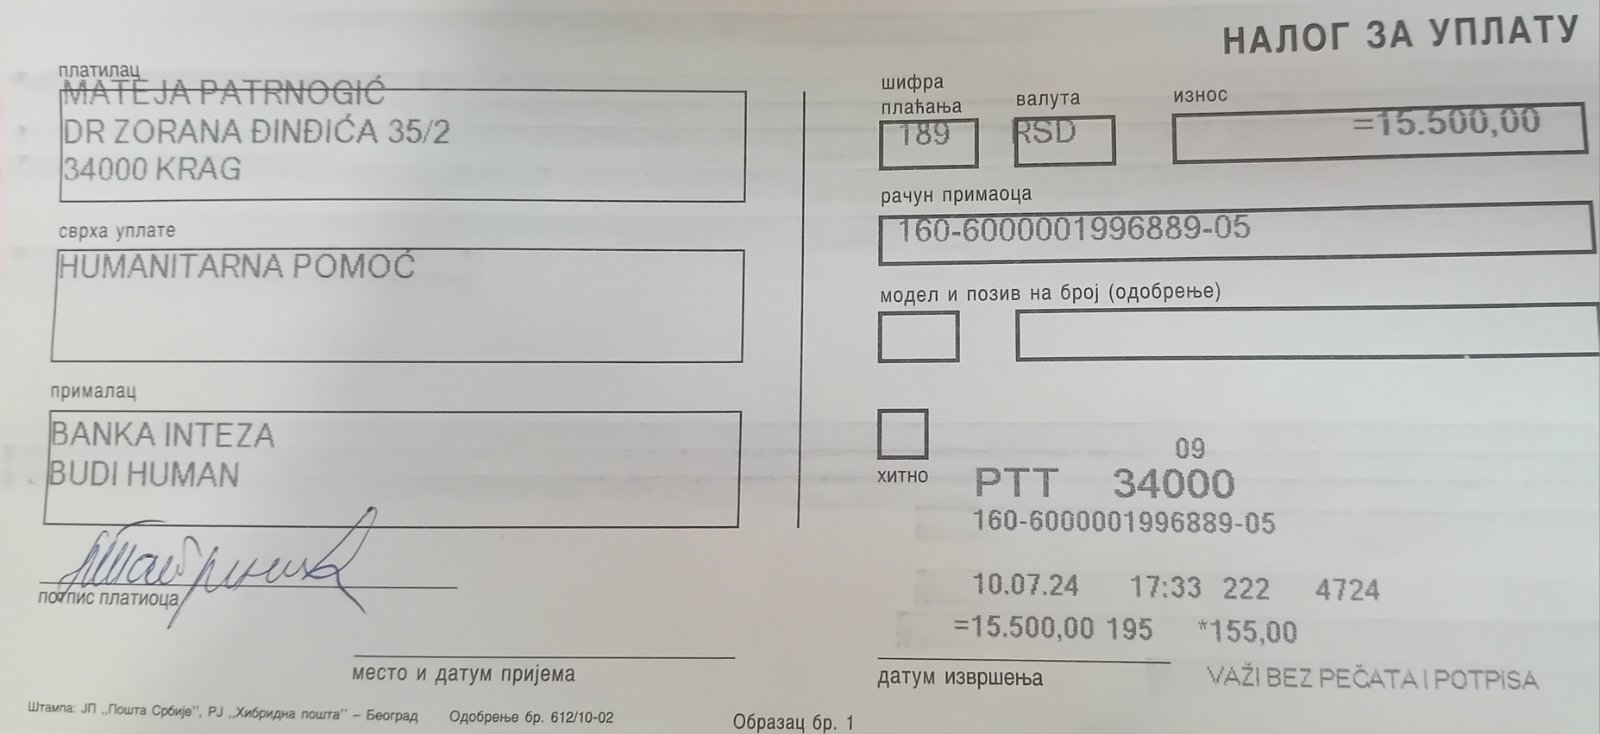 НАЛОГ ЗА УПЛАТУ
платилац
MATEJA PATRNOGIĆ
DR ZORANA ĐINĐIĆA 35/2
34000 KRAG
сврха уплате
HUMANITARNA POMOĆ
прималац
BANKA INTEZA
BUDI HUMAN
потпис платиоца
место и датум пријема
шифра
плаћања
валута
износ
189
RSD
=15.500,00
рачун примаоца
160-6000001996889-05
модел и позив на број (одобрење)
хитно
09
PTT 34000
160-6000001996889-05
10.07.24 17:33 222 4724
=15.500,00 195 *155,00
датум извршења
VAŽI BEZ PEČATA I POTPISA
Штампа: ЈП „Пошта Србије", РЈ „Хибридна пошта" – Београд Одобрење бр. 612/10-02
Образац бр. 1